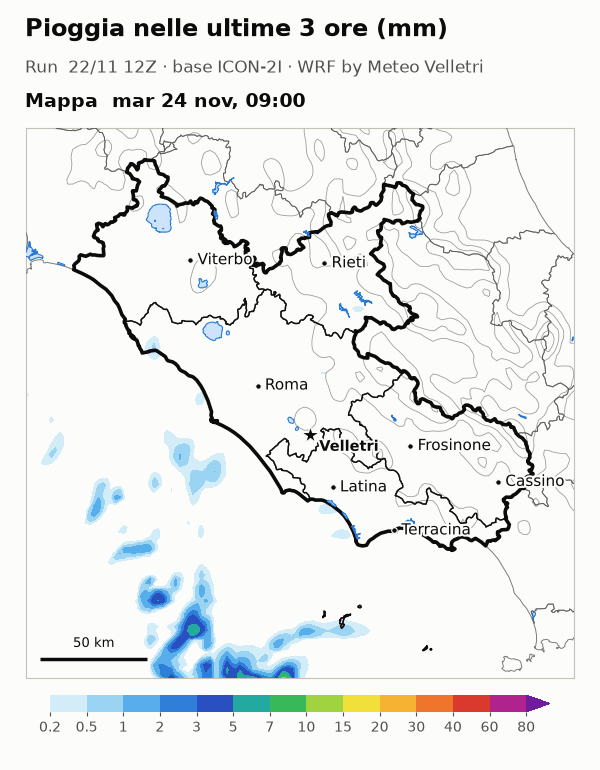 Pioggia nelle ultime 3 ore (mm)
Run  22/11 12Z · base ICON-2I · WRF by Meteo Velletri
Mappa  mar 24 nov, 09:00
Viterbo
Rieti
Roma
Velletri
Frosinone
Latina
Cassino
Terracina
50 km
0.2 0.5 1 2 3 5 7 10 15 20 30 40 60 80